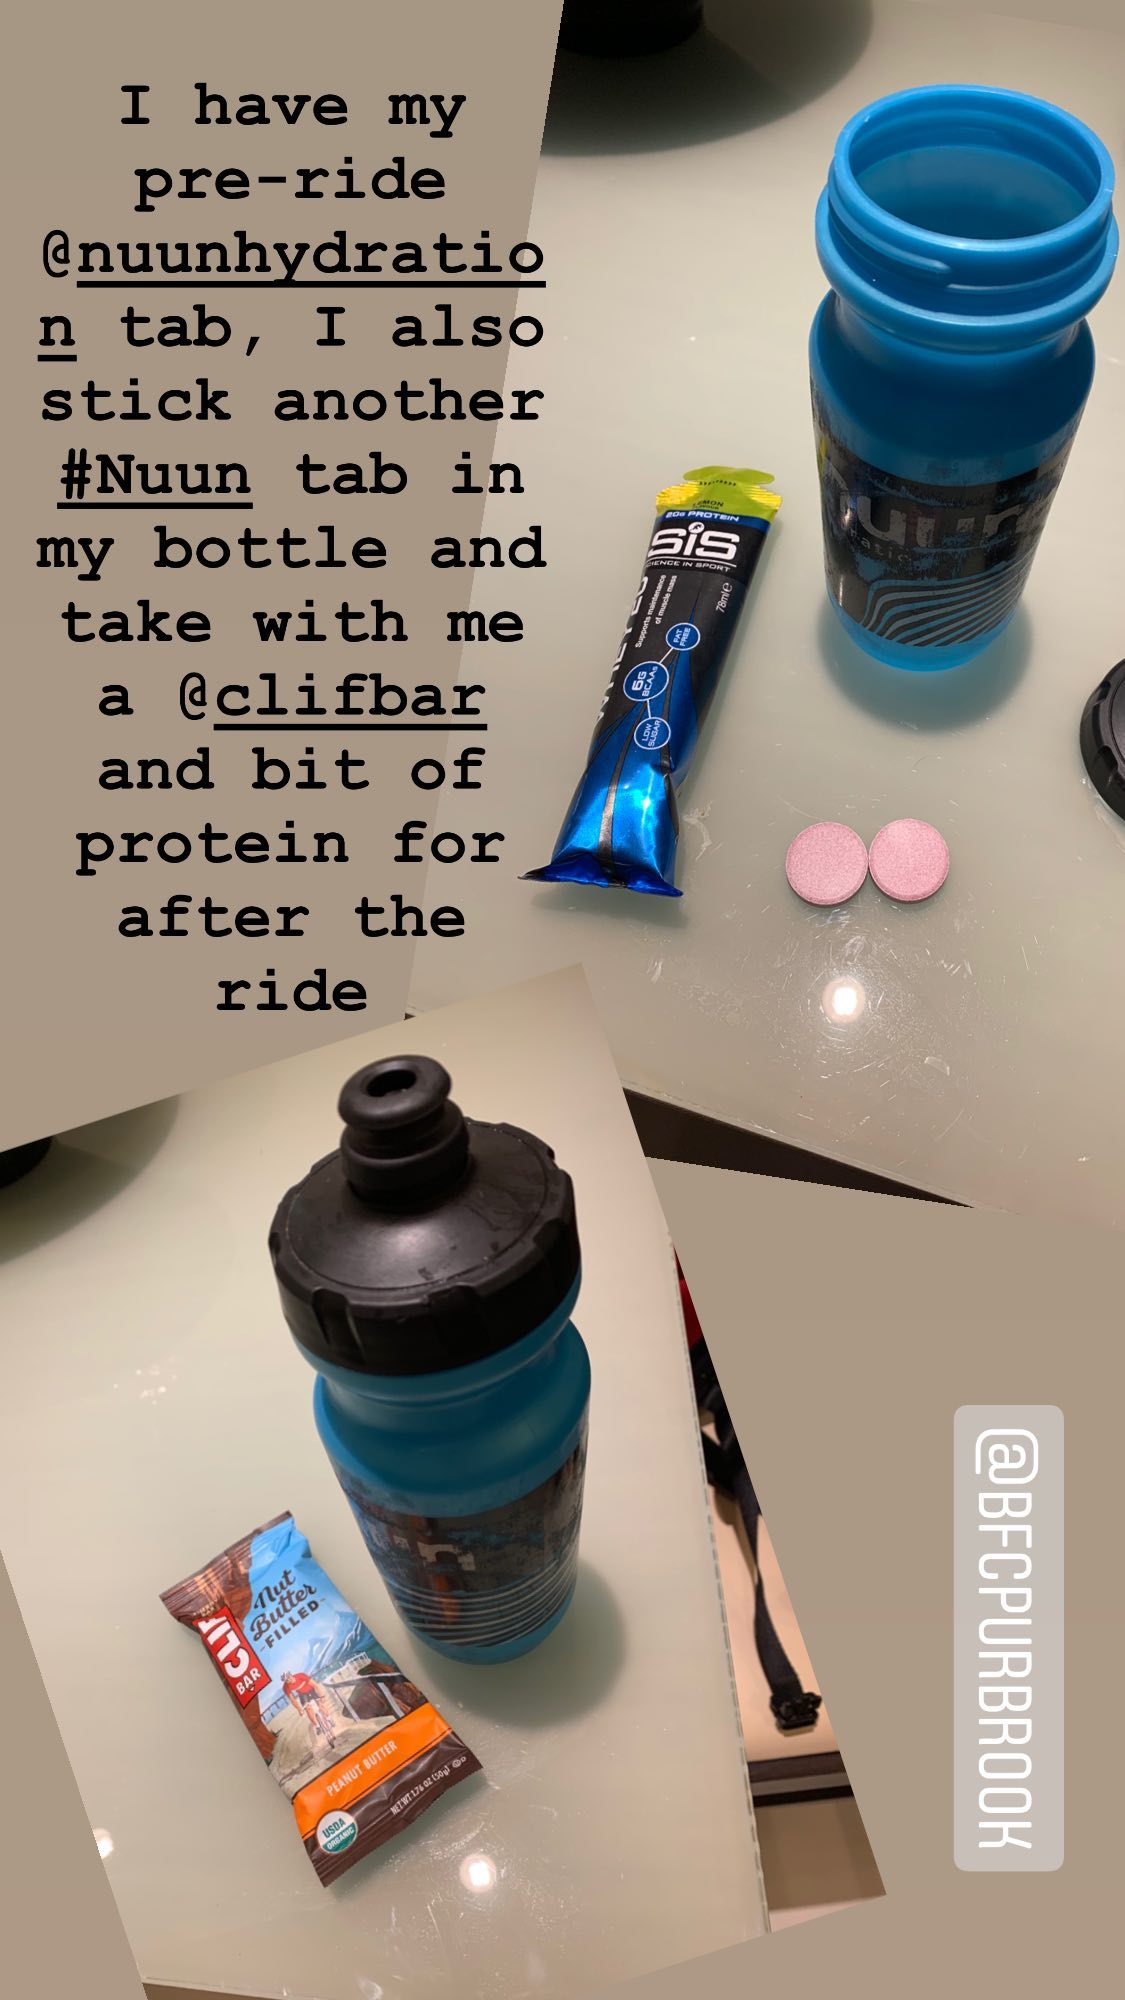 I have my
pre-ride
@nuunhydratio
n tab, I also
stick another
#Nuun tab in
my bottle and
take with me
a @clifbar
and bit of
protein for
after the
ride
LEMON
20g PROTEIN
SiS
SCIENCE IN SPORT
Supports maintenance
of muscle mass
78ml e
FAT
FREE
6G
BCAAs
LOW
SUGAR
nuun
CLIF
BAR
Nut
Butter
-FILLED-
PEANUT BUTTER
NET WT 1.76 OZ (50g)
USDA
ORGANIC
@BFCPURBROOK